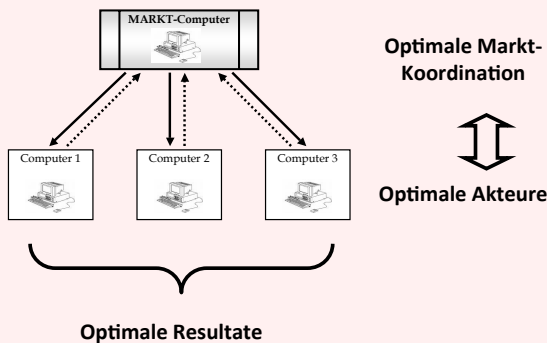 MARKT-Computer
Optimale Markt-
Koordination
Computer 1
Computer 2
Computer 3
Optimale Akteure
Optimale Resultate